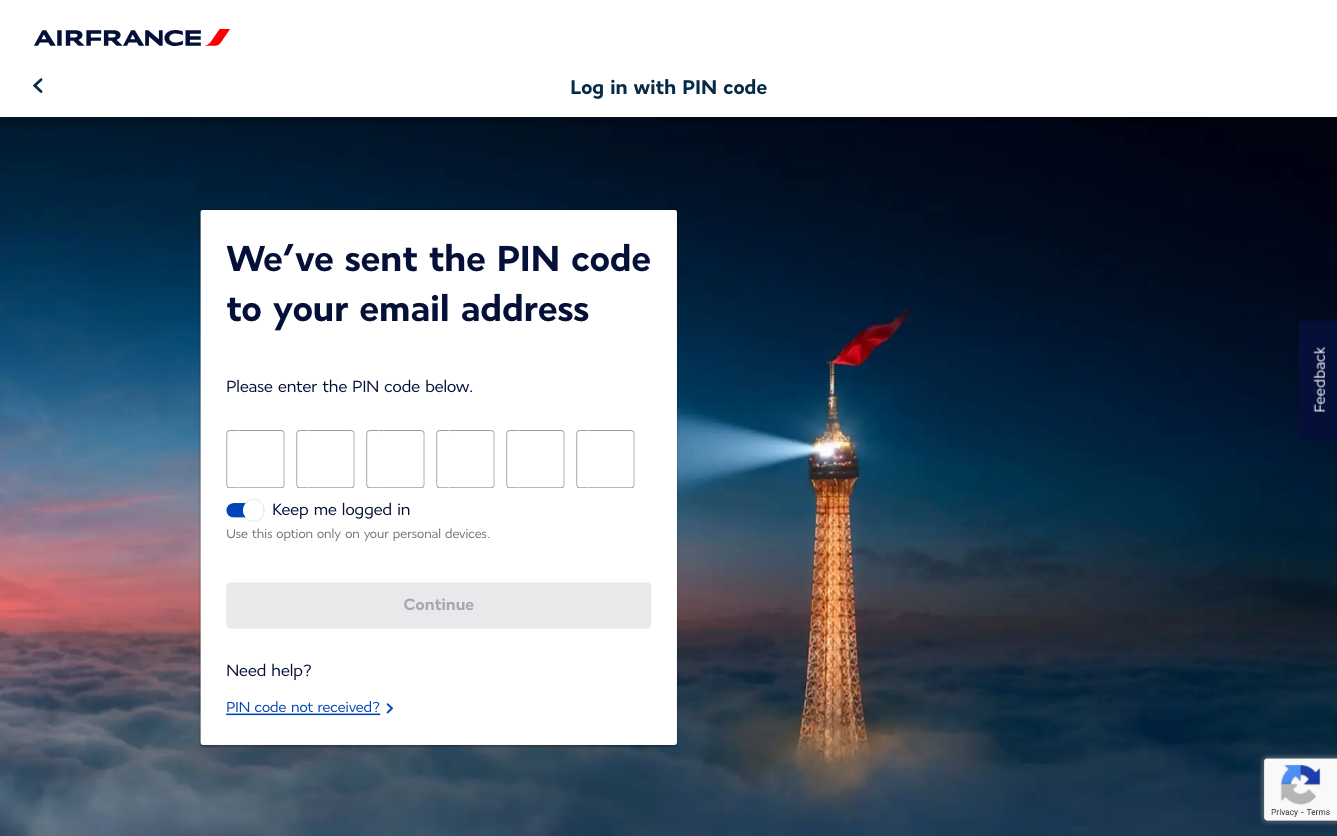 AIRFRANCE
Log in with PIN code
We’ve sent the PIN code
to your email address
Please enter the PIN code below.
Keep me logged in
Use this option only on your personal devices.
Continue
Need help?
PIN code not received?
Feedback
Privacy - Terms